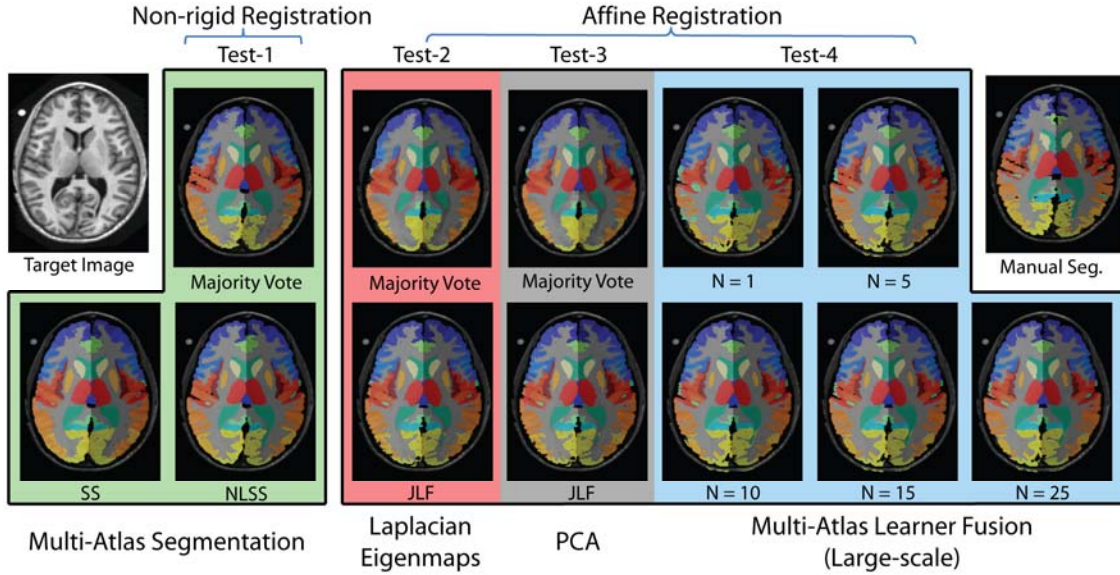 Non-rigid Registration
Affine Registration
Test-1
Test-2
Test-3
Test-4
Target Image
Majority Vote
Majority Vote
Majority Vote
N = 1
N = 5
Manual Seg.
SS
NLSS
JLF
JLF
N = 10
N = 15
N = 25
Multi-Atlas Segmentation
Laplacian
Eigenmaps
PCA
Multi-Atlas Learner Fusion
(Large-scale)